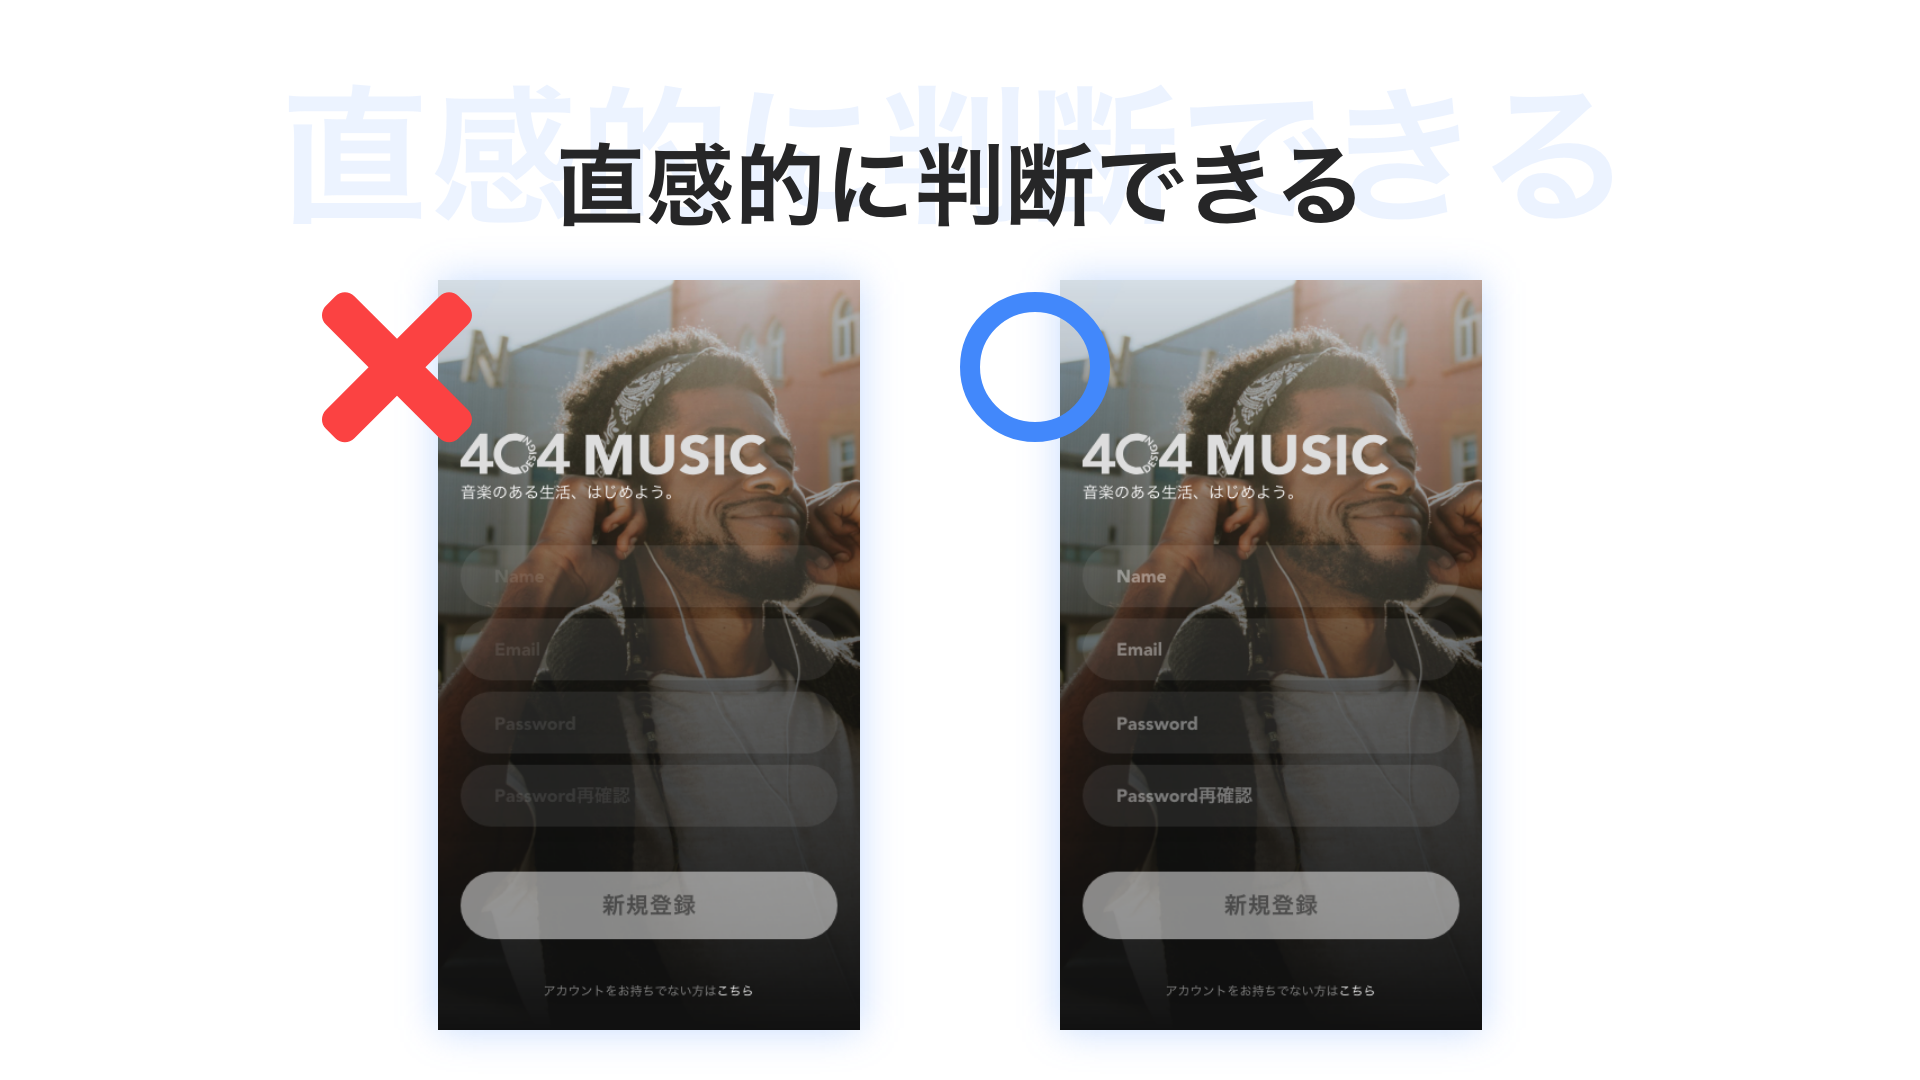 直感的に判断できる
直感的に判断できる
N
4O4 MUSIC
DESIGN
音楽のある生活、はじめよう。
Name
Email
Password
Password再確認
新規登録
アカウントをお持ちでない方はこちら
N
4O4 MUSIC
DESIGN
音楽のある生活、はじめよう。
Name
Email
Password
Password再確認
新規登録
アカウントをお持ちでない方はこちら